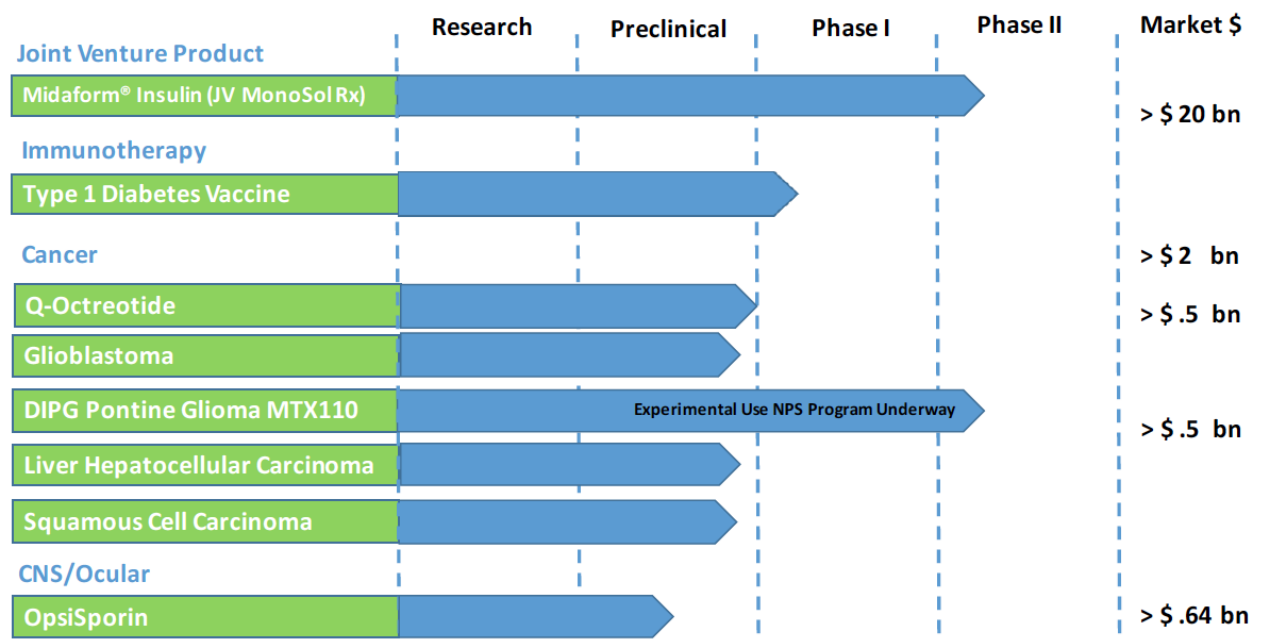 Research Preclinical Phase I Phase II Market $
Joint Venture Product
Midaform® Insulin (JV MonoSol Rx)
> $ 20 bn
Immunotherapy
Type 1 Diabetes Vaccine
Cancer
> $ 2 bn
Q-Octreotide
> $ .5 bn
Glioblastoma
DIPG Pontine Glioma MTX110
Experimental Use NPS Program Underway
> $ .5 bn
Liver Hepatocellular Carcinoma
Squamous Cell Carcinoma
CNS/Ocular
OpsiSporin
> $ .64 bn